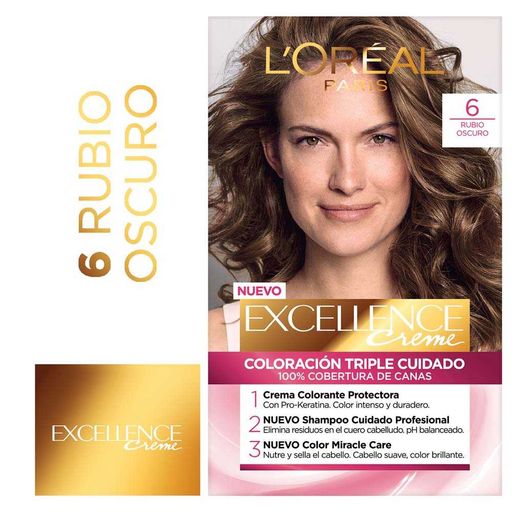 6 RUBIO
OSCURO
EXCELLENCE
Creme
L'ORÉAL
PARIS
6
RUBIO
OSCURO
NUEVO
EXCELLENCE
Creme
COLORACIÓN TRIPLE CUIDADO
100% COBERTURA DE CANAS
1 Crema Colorante Protectora
Con Pro-Keratina. Color intenso y duradero.
2 NUEVO Shampoo Cuidado Profesional
Elimina residuos en el cuero cabelludo. pH balanceado.
3 NUEVO Color Miracle Care
Nutre y sella el cabello. Cabello suave, color brillante.